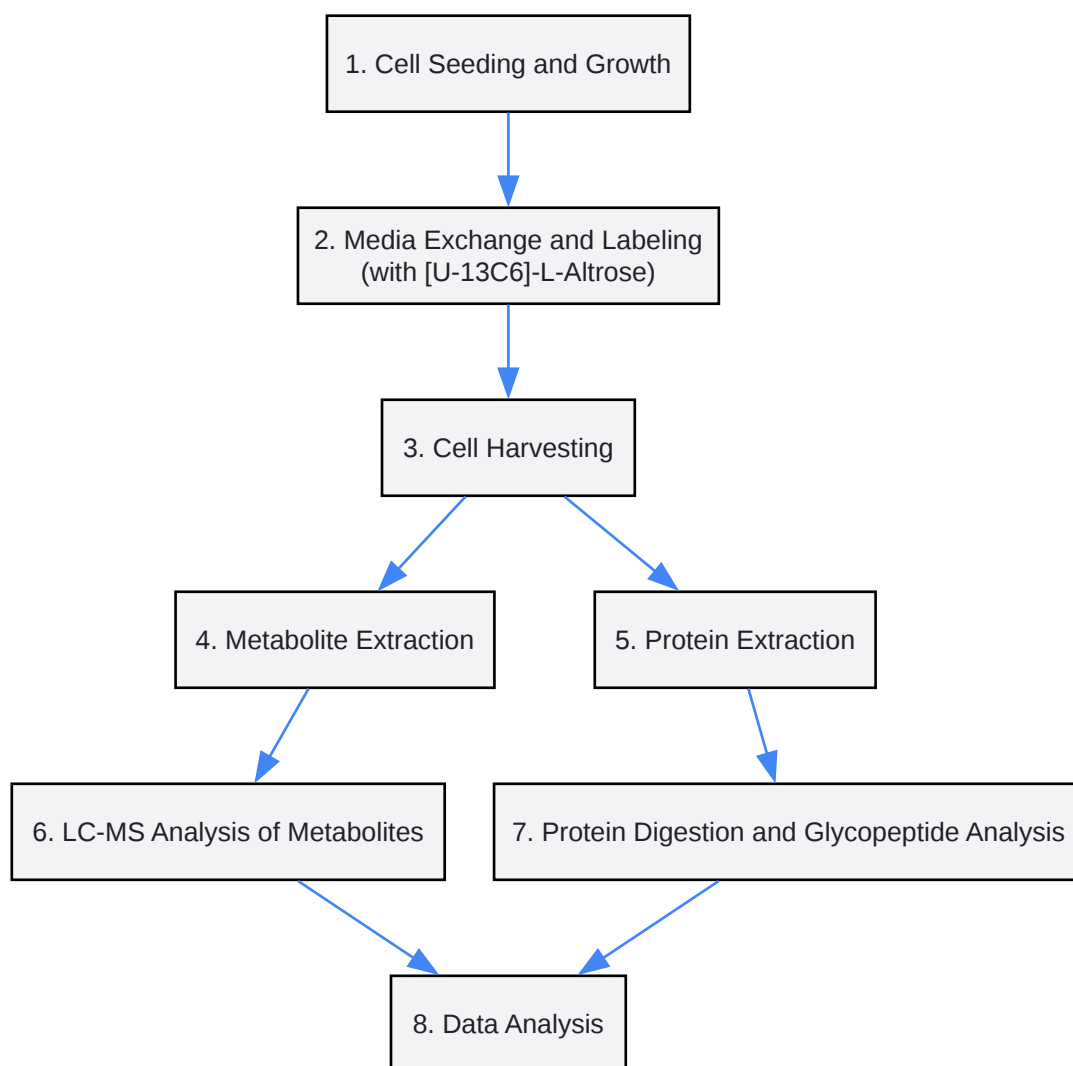 1. Cell Seeding and Growth
2. Media Exchange and Labeling
(with [U-13C6]-L-Altrose)
3. Cell Harvesting
4. Metabolite Extraction
5. Protein Extraction
6. LC-MS Analysis of Metabolites
7. Protein Digestion and Glycopeptide Analysis
8. Data Analysis